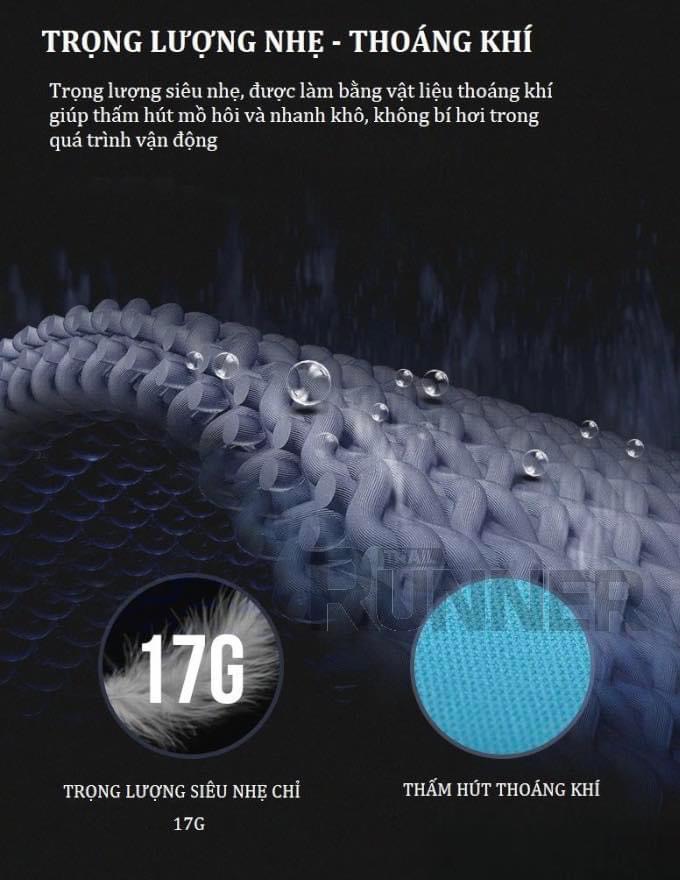 TRỌNG LƯỢNG NHẸ - THOÁNG KHÍ
Trọng lượng siêu nhẹ, được làm bằng vật liệu thoáng khí
giúp thấm hút mồ hôi và nhanh khô, không bí hơi trong
quá trình vận động
TRAIL
RUNNER
17G
TRỌNG LƯỢNG SIÊU NHẸ CHỈ
17G
THẤM HÚT THOÁNG KHÍ